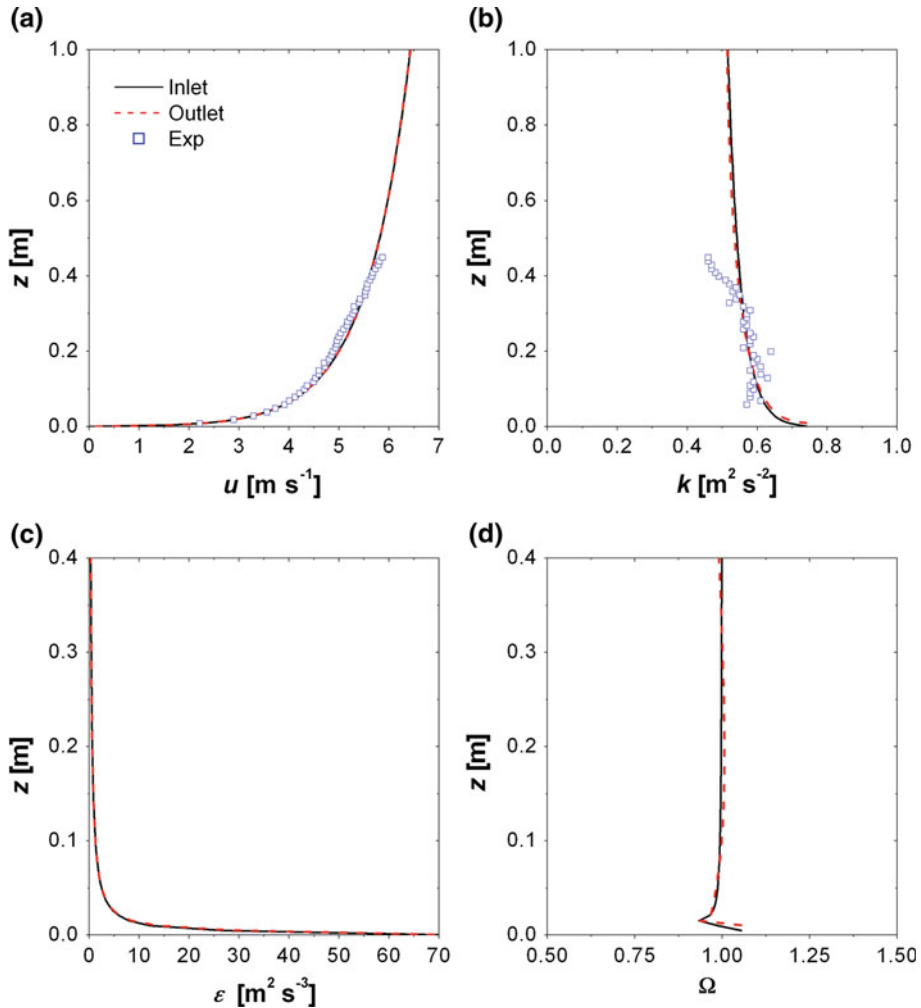 (a)
1.0
0.8
0.6
0.4
0.2
0.0
z [m]
Inlet
Outlet
Exp
0 1 2 3 4 5 6 7
u [m s⁻¹]
(b)
1.0
0.8
0.6
0.4
0.2
0.0
z [m]
0.0 0.2 0.4 0.6 0.8 1.0
k [m² s⁻²]
(c)
0.4
0.3
0.2
0.1
0.0
z [m]
0 10 20 30 40 50 60 70
ε [m² s⁻³]
(d)
0.4
0.3
0.2
0.1
0.0
z [m]
0.50 0.75 1.00 1.25 1.50
Ω